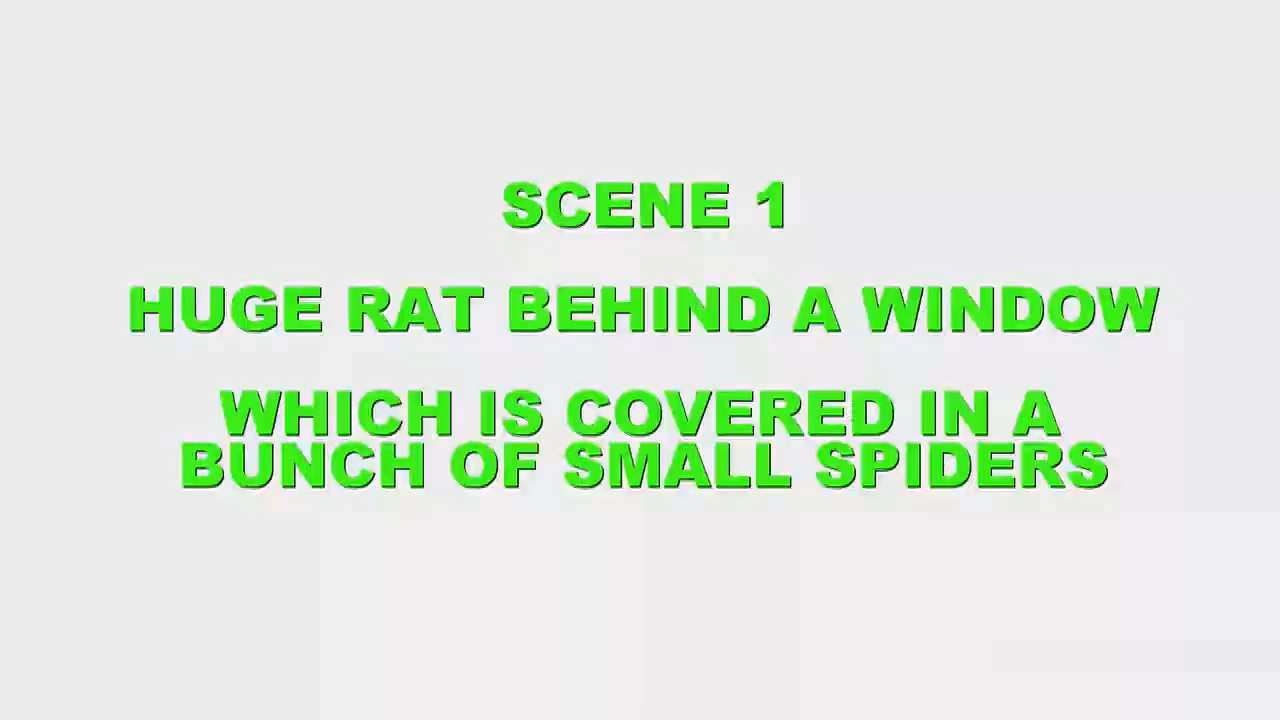 SCENE 1
HUGE RAT BEHIND A WINDOW
WHICH IS COVERED IN A
BUNCH OF SMALL SPIDERS